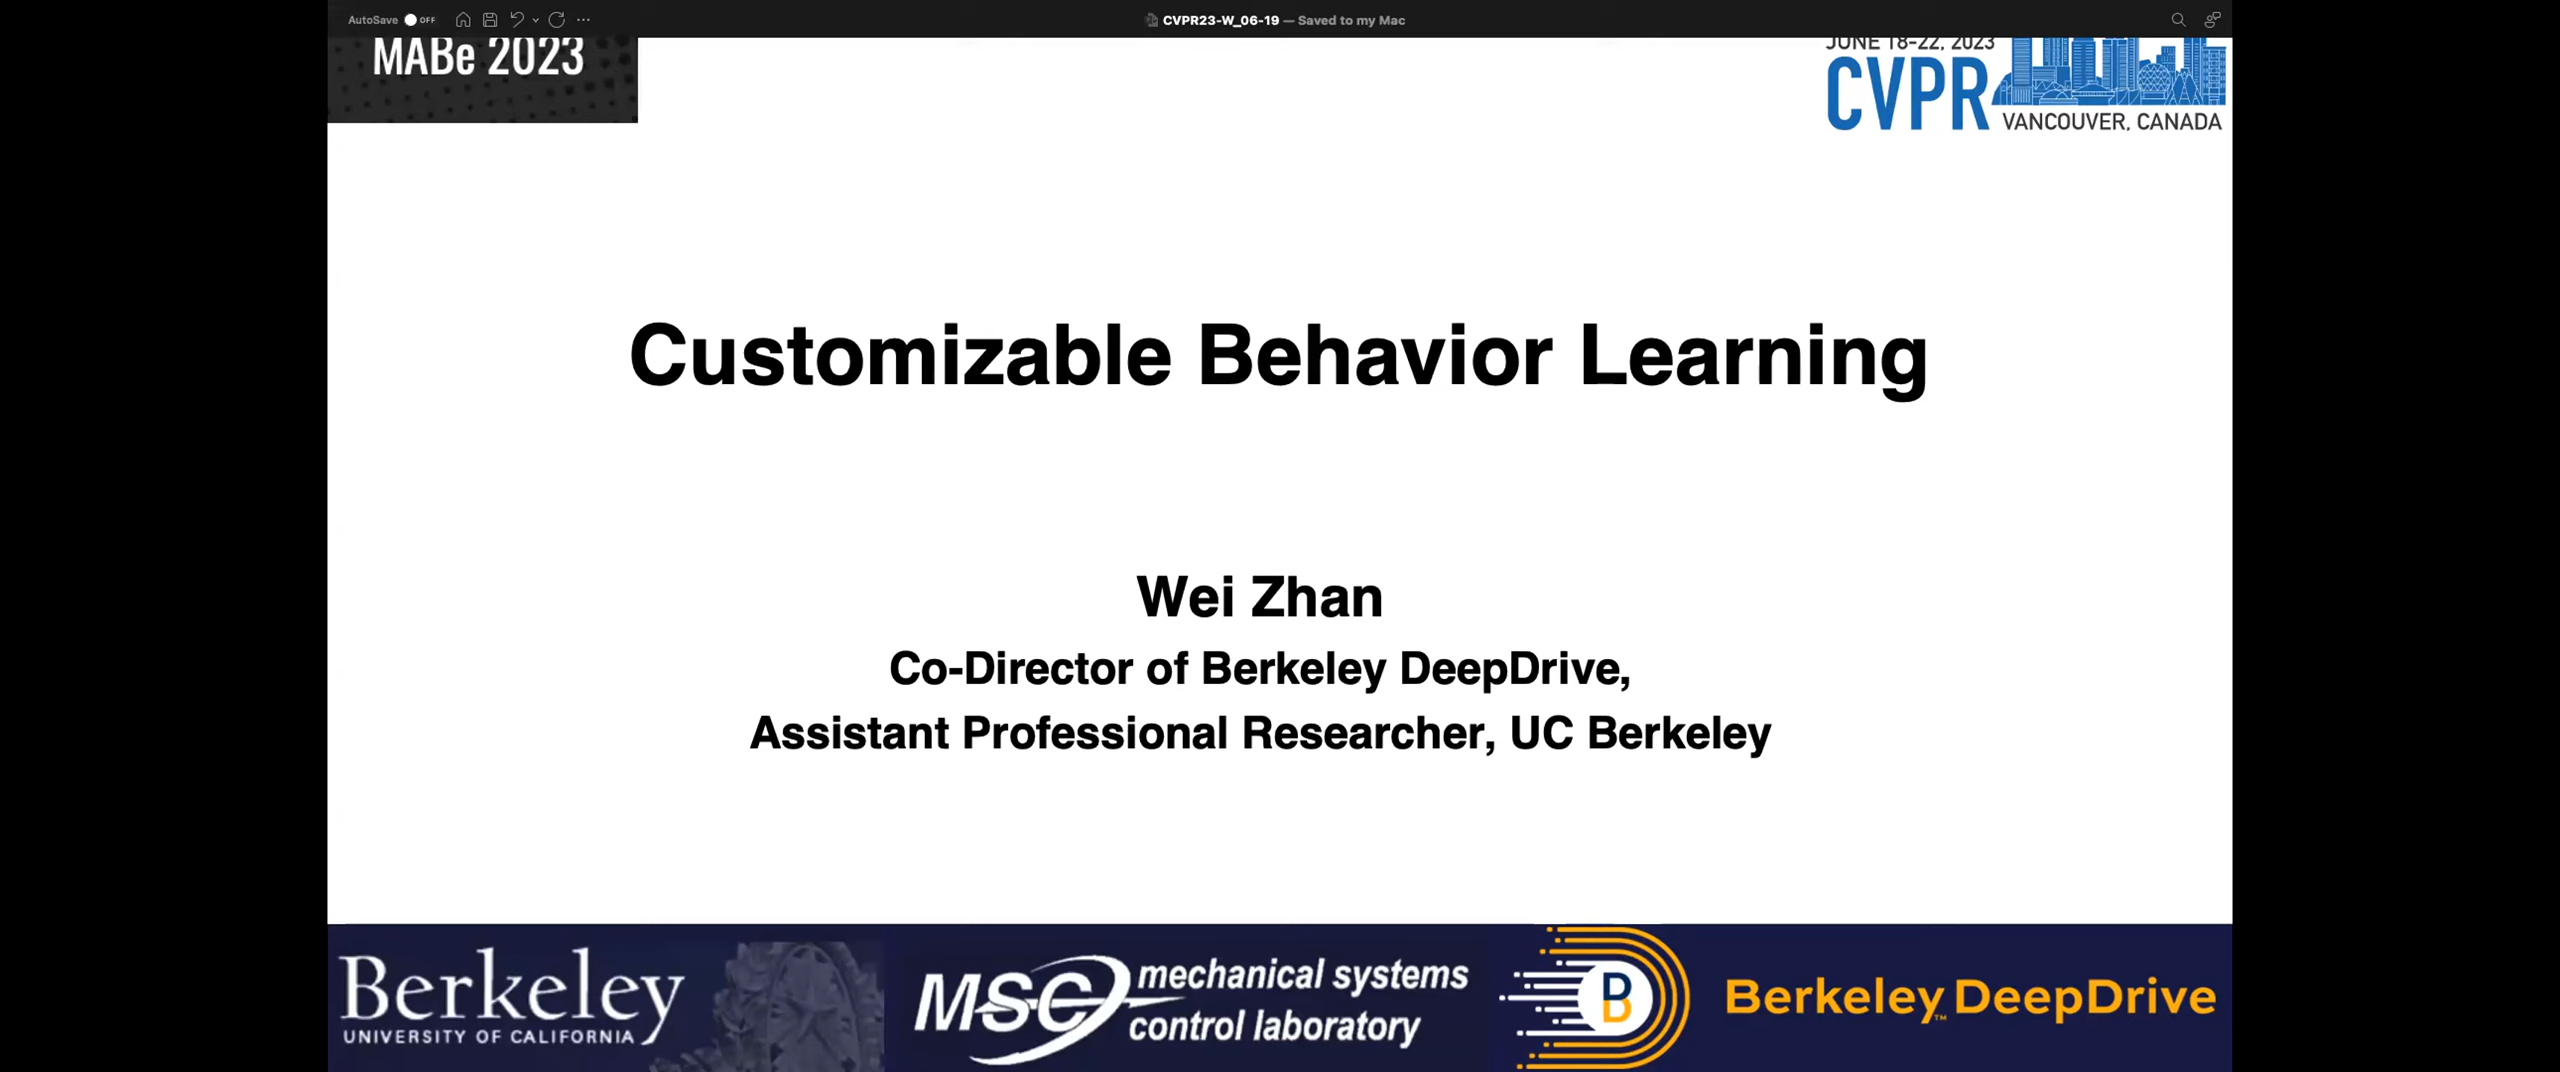 AutoSave OFF
CVPR23-W_06-19 — Saved to my Mac
MABe 2023
JUNE 18-22, 2023
CVPR
VANCOUVER, CANADA
Customizable Behavior Learning
Wei Zhan
Co-Director of Berkeley DeepDrive,
Assistant Professional Researcher, UC Berkeley
Berkeley
UNIVERSITY OF CALIFORNIA
MSC mechanical systems
control laboratory
B
Berkeley DeepDrive
TM